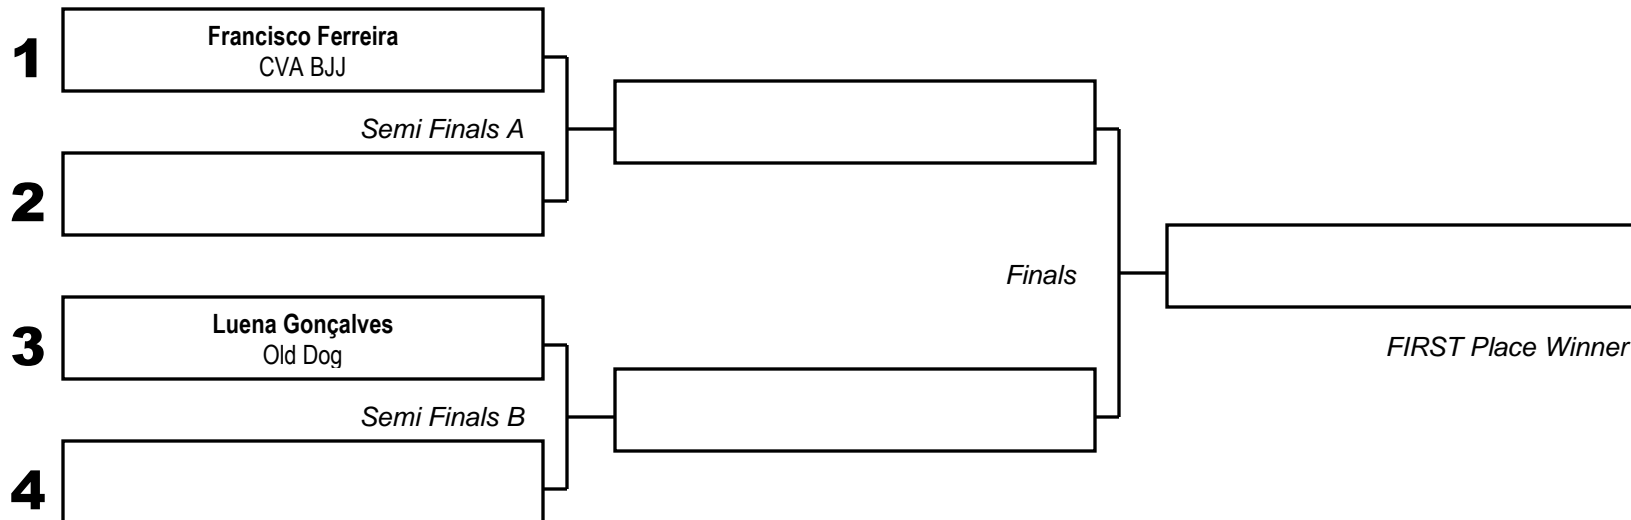 1
Francisco Ferreira
CVA BJJ
Semi Finals A
2
Finals
3
Luena Gonçalves
Old Dog
FIRST Place Winner
Semi Finals B
4